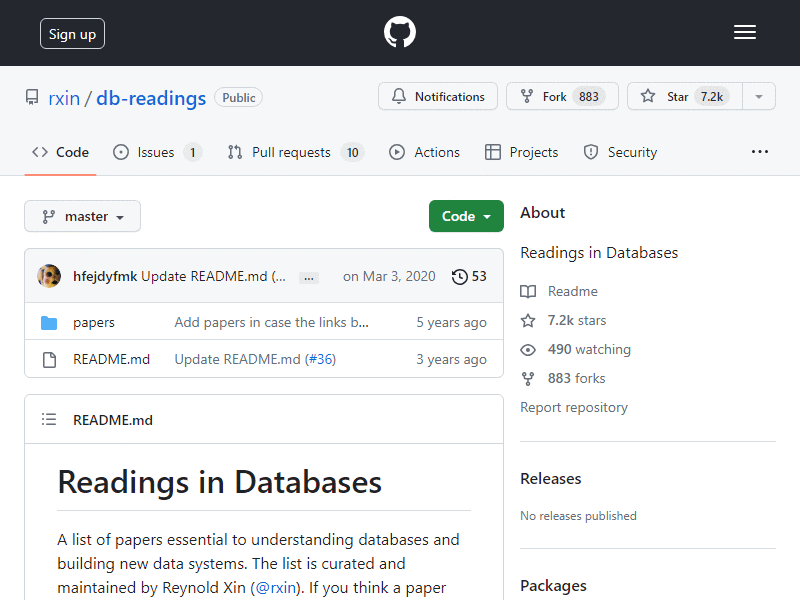 Sign up
rxin / db-readings Public
Notifications
Fork 883
Star 7.2k
Code
Issues 1
Pull requests 10
Actions
Projects
Security
master
Code
hfejdyfmk Update README.md (... ... on Mar 3, 2020 53
papers Add papers in case the links b... 5 years ago
README.md Update README.md (#36) 3 years ago
README.md
Readings in Databases
A list of papers essential to understanding databases and
building new data systems. The list is curated and
maintained by Reynold Xin (@rxin). If you think a paper
About
Readings in Databases
Readme
7.2k stars
490 watching
883 forks
Report repository
Releases
No releases published
Packages